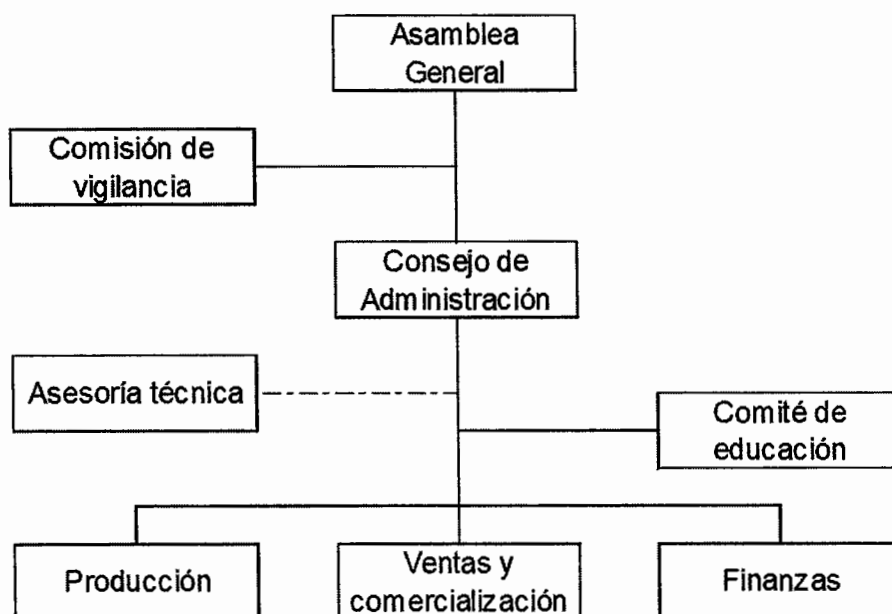 Asamblea
General
Comisión de
vigilancia
Consejo de
Administración
Asesoría técnica
Comité de
educación
Producción
Ventas y
comercialización
Finanzas